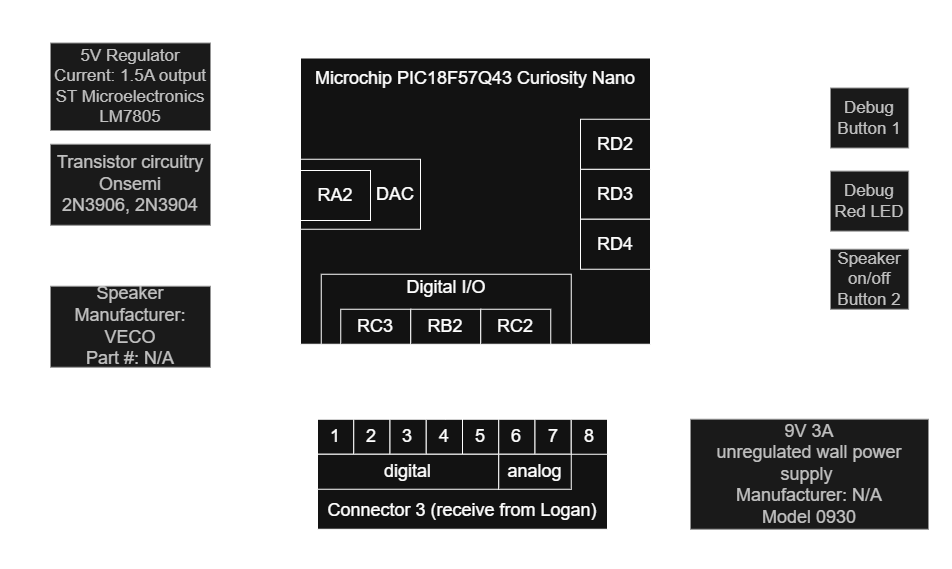 5V Regulator
Current: 1.5A output
ST Microelectronics
LM7805
Transistor circuitry
Onsemi
2N3906, 2N3904
Speaker
Manufacturer:
VECO
Part #: N/A
Microchip PIC18F57Q43 Curiosity Nano
RD2
RA2 DAC
RD3
RD4
Digital I/O
RC3 RB2 RC2
Debug
Button 1
Debug
Red LED
Speaker
on/off
Button 2
1 2 3 4 5 6 7 8
digital analog
Connector 3 (receive from Logan)
9V 3A
unregulated wall power
supply
Manufacturer: N/A
Model 0930